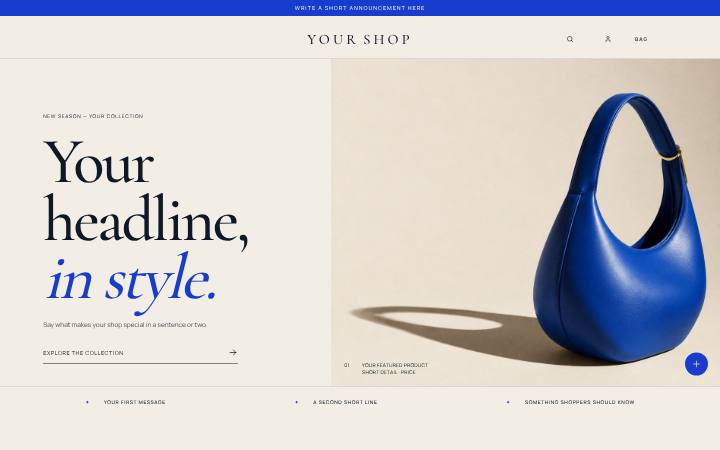 WRITE A SHORT ANNOUNCEMENT HERE
YOUR SHOP
BAG
NEW SEASON — YOUR COLLECTION
Your
headline,
in style.
Say what makes your shop special in a sentence or two.
EXPLORE THE COLLECTION →
01 YOUR FEATURED PRODUCT
SHORT DETAIL · PRICE
YOUR FIRST MESSAGE
A SECOND SHORT LINE
SOMETHING SHOPPERS SHOULD KNOW